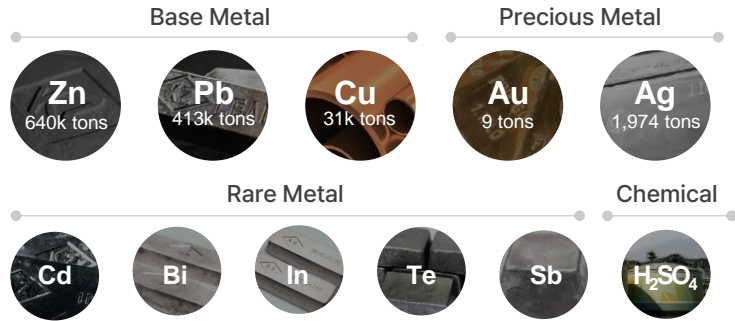 Base Metal
Precious Metal
Zn
640k tons
Pb
413k tons
Cu
31k tons
Au
9 tons
Ag
1,974 tons
Rare Metal
Chemical
Cd
Bi
In
Te
Sb
H₂SO₄